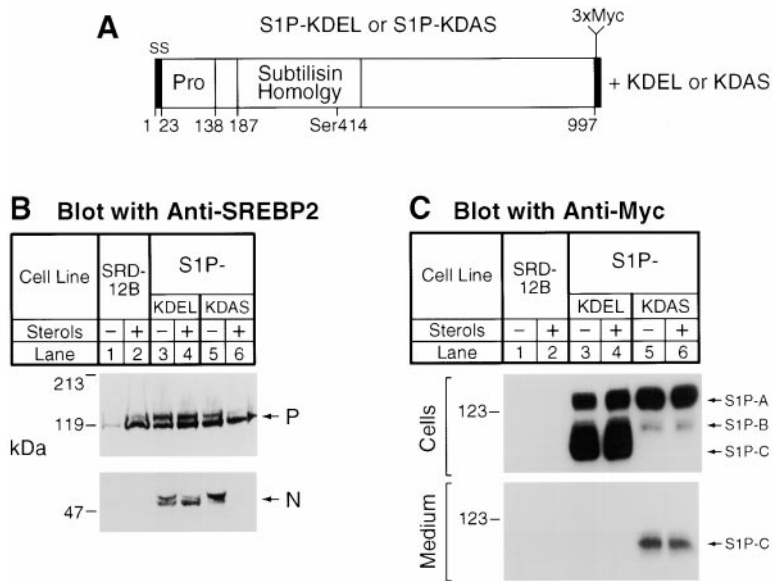 A
S1P-KDEL or S1P-KDAS
3xMyc
SS
Pro
Subtilisin
Homolgy
+ KDEL or KDAS
1 23 138 187 Ser414 997
B Blot with Anti-SREBP2
Cell Line
SRD-
12B
S1P-
KDEL KDAS
Sterols − + − + − +
Lane 1 2 3 4 5 6
213
119
kDa
P
47
N
C Blot with Anti-Myc
Cell Line
SRD-
12B
S1P-
KDEL KDAS
Sterols − + − + − +
Lane 1 2 3 4 5 6
Cells
123
S1P-A
S1P-B
S1P-C
Medium
123
S1P-C